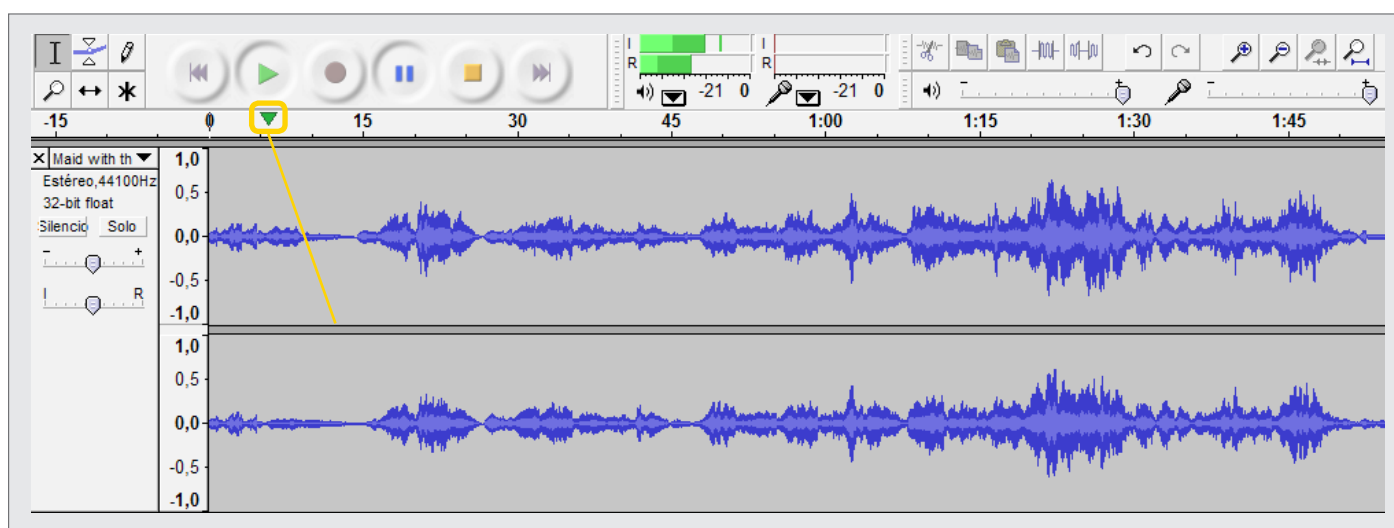 I
R
I
R
-21 0
-21 0
- +
- +
-15 0 15 30 45 1:00 1:15 1:30 1:45
X Maid with th
Estéreo,44100Hz
32-bit float
Silencio Solo
- +
I R
1,0
0,5
0,0
-0,5
-1,0
1,0
0,5
0,0
-0,5
-1,0